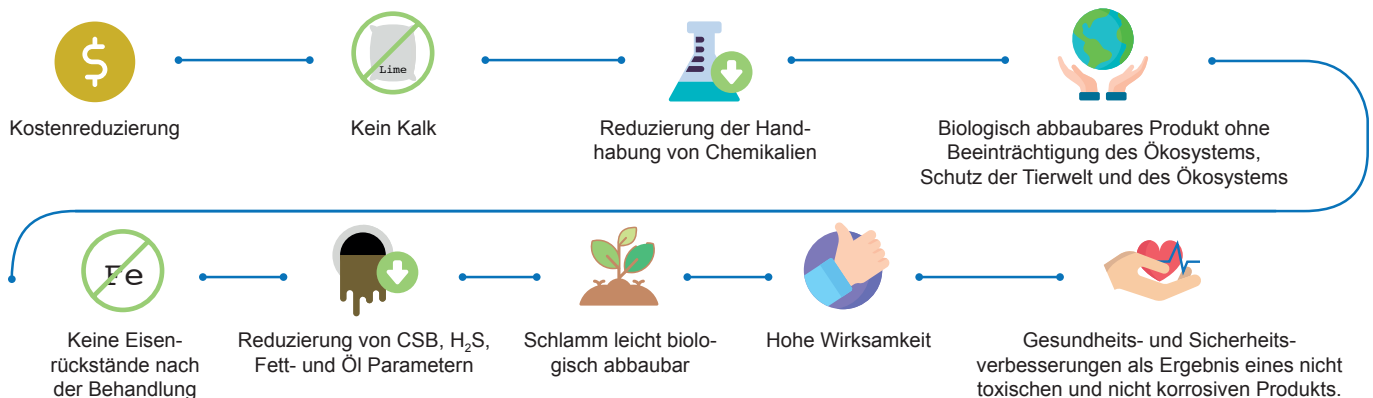 $
Lime
Kostenreduzierung
Kein Kalk
Reduzierung der Hand-
habung von Chemikalien
Biologisch abbaubares Produkt ohne
Beeinträchtigung des Ökosystems,
Schutz der Tierwelt und des Ökosystems
Fe
Keine Eisen-
rückstände nach
der Behandlung
Reduzierung von CSB, H₂S,
Fett- und Öl Parametern
Schlamm leicht biolo-
gisch abbaubar
Hohe Wirksamkeit
Gesundheits- und Sicherheits-
verbesserungen als Ergebnis eines nicht
toxischen und nicht korrosiven Produkts.